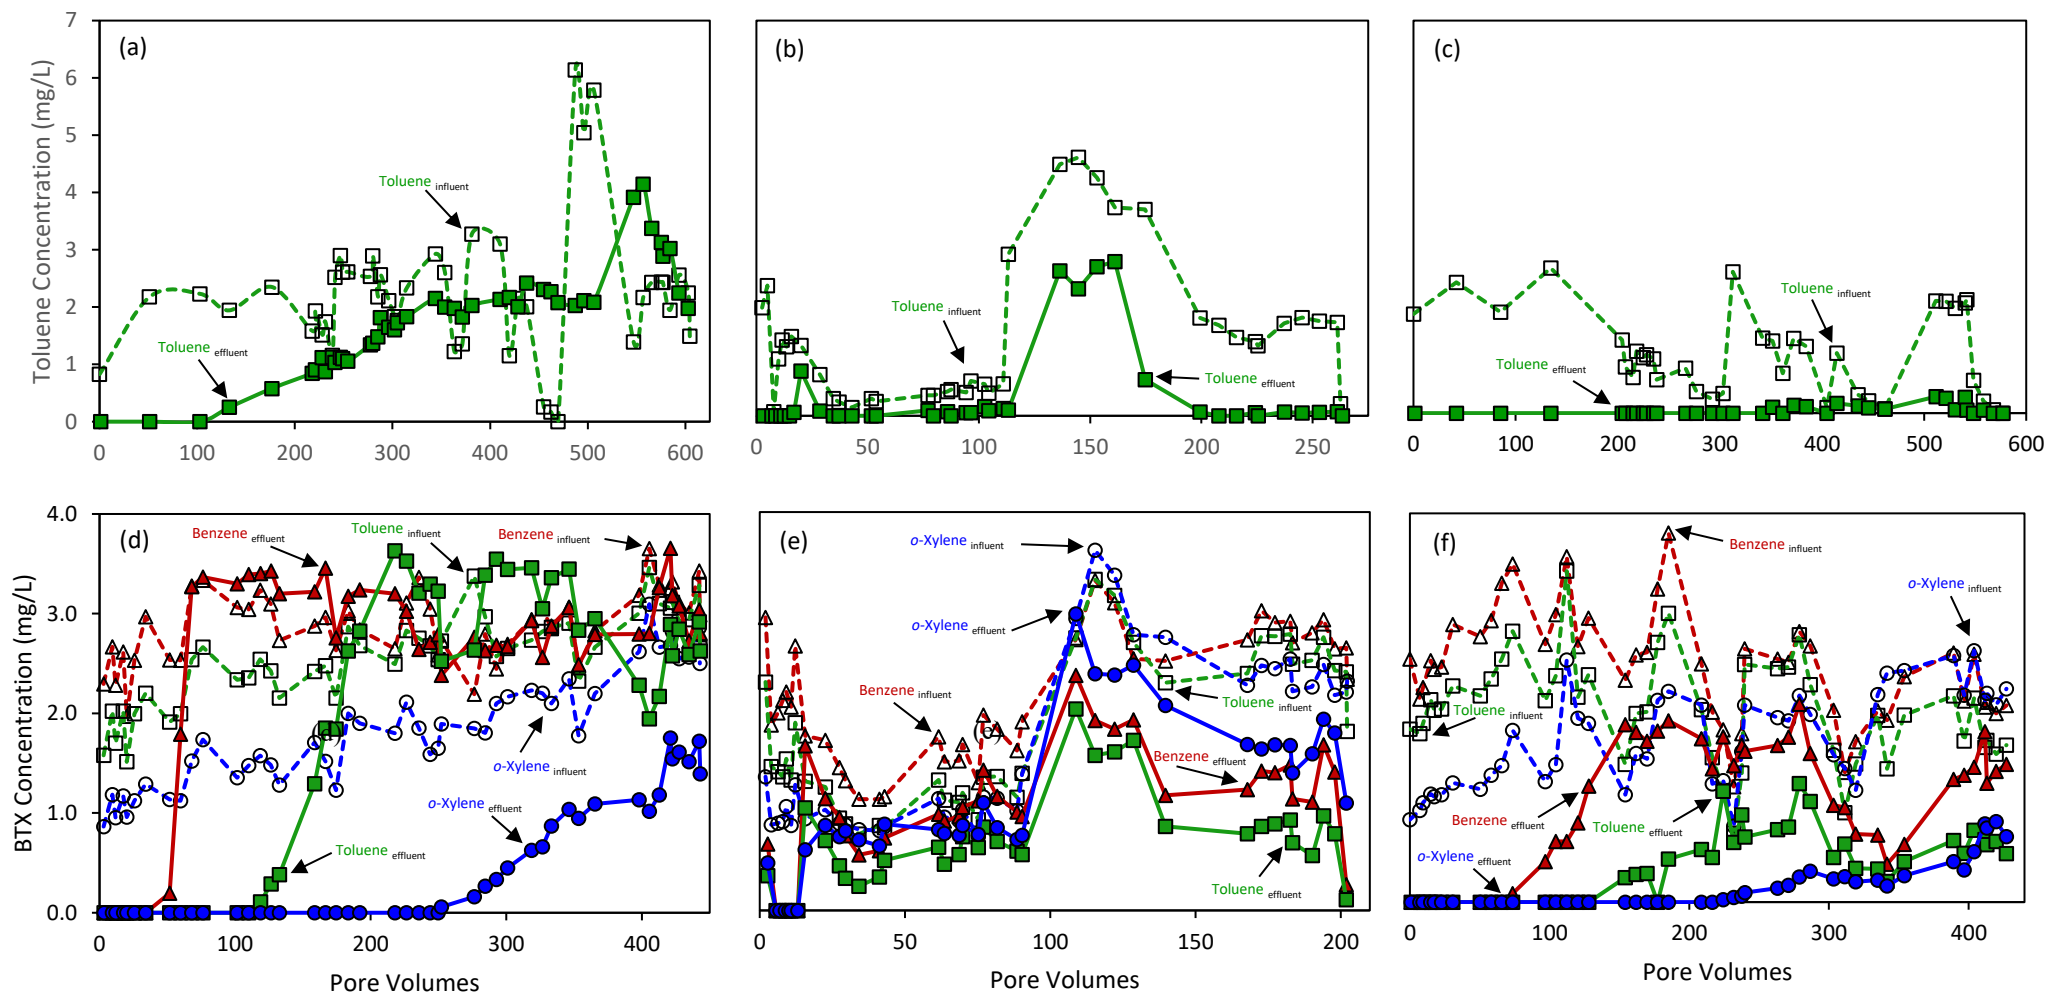 7
6
5
4
3
2
1
0
Toluene Concentration (mg/L)
(a)
Toluene influent
Toluene effluent
0 100 200 300 400 500 600
(b)
Toluene influent
Toluene effluent
0 50 100 150 200 250
(c)
Toluene influent
Toluene effluent
0 100 200 300 400 500 600
4.0
3.0
2.0
1.0
0.0
BTX Concentration (mg/L)
(d)
Benzene effluent
Toluene influent
Benzene influent
o-Xylene influent
o-Xylene effluent
Toluene effluent
0 100 200 300 400
Pore Volumes
(e)
o-Xylene influent
o-Xylene effluent
Benzene influent
(e)
Toluene influent
Benzene effluent
Toluene effluent
0 50 100 150 200
Pore Volumes
(f)
Benzene influent
o-Xylene influent
Toluene influent
Benzene effluent
Toluene effluent
o-Xylene effluent
0 100 200 300 400
Pore Volumes